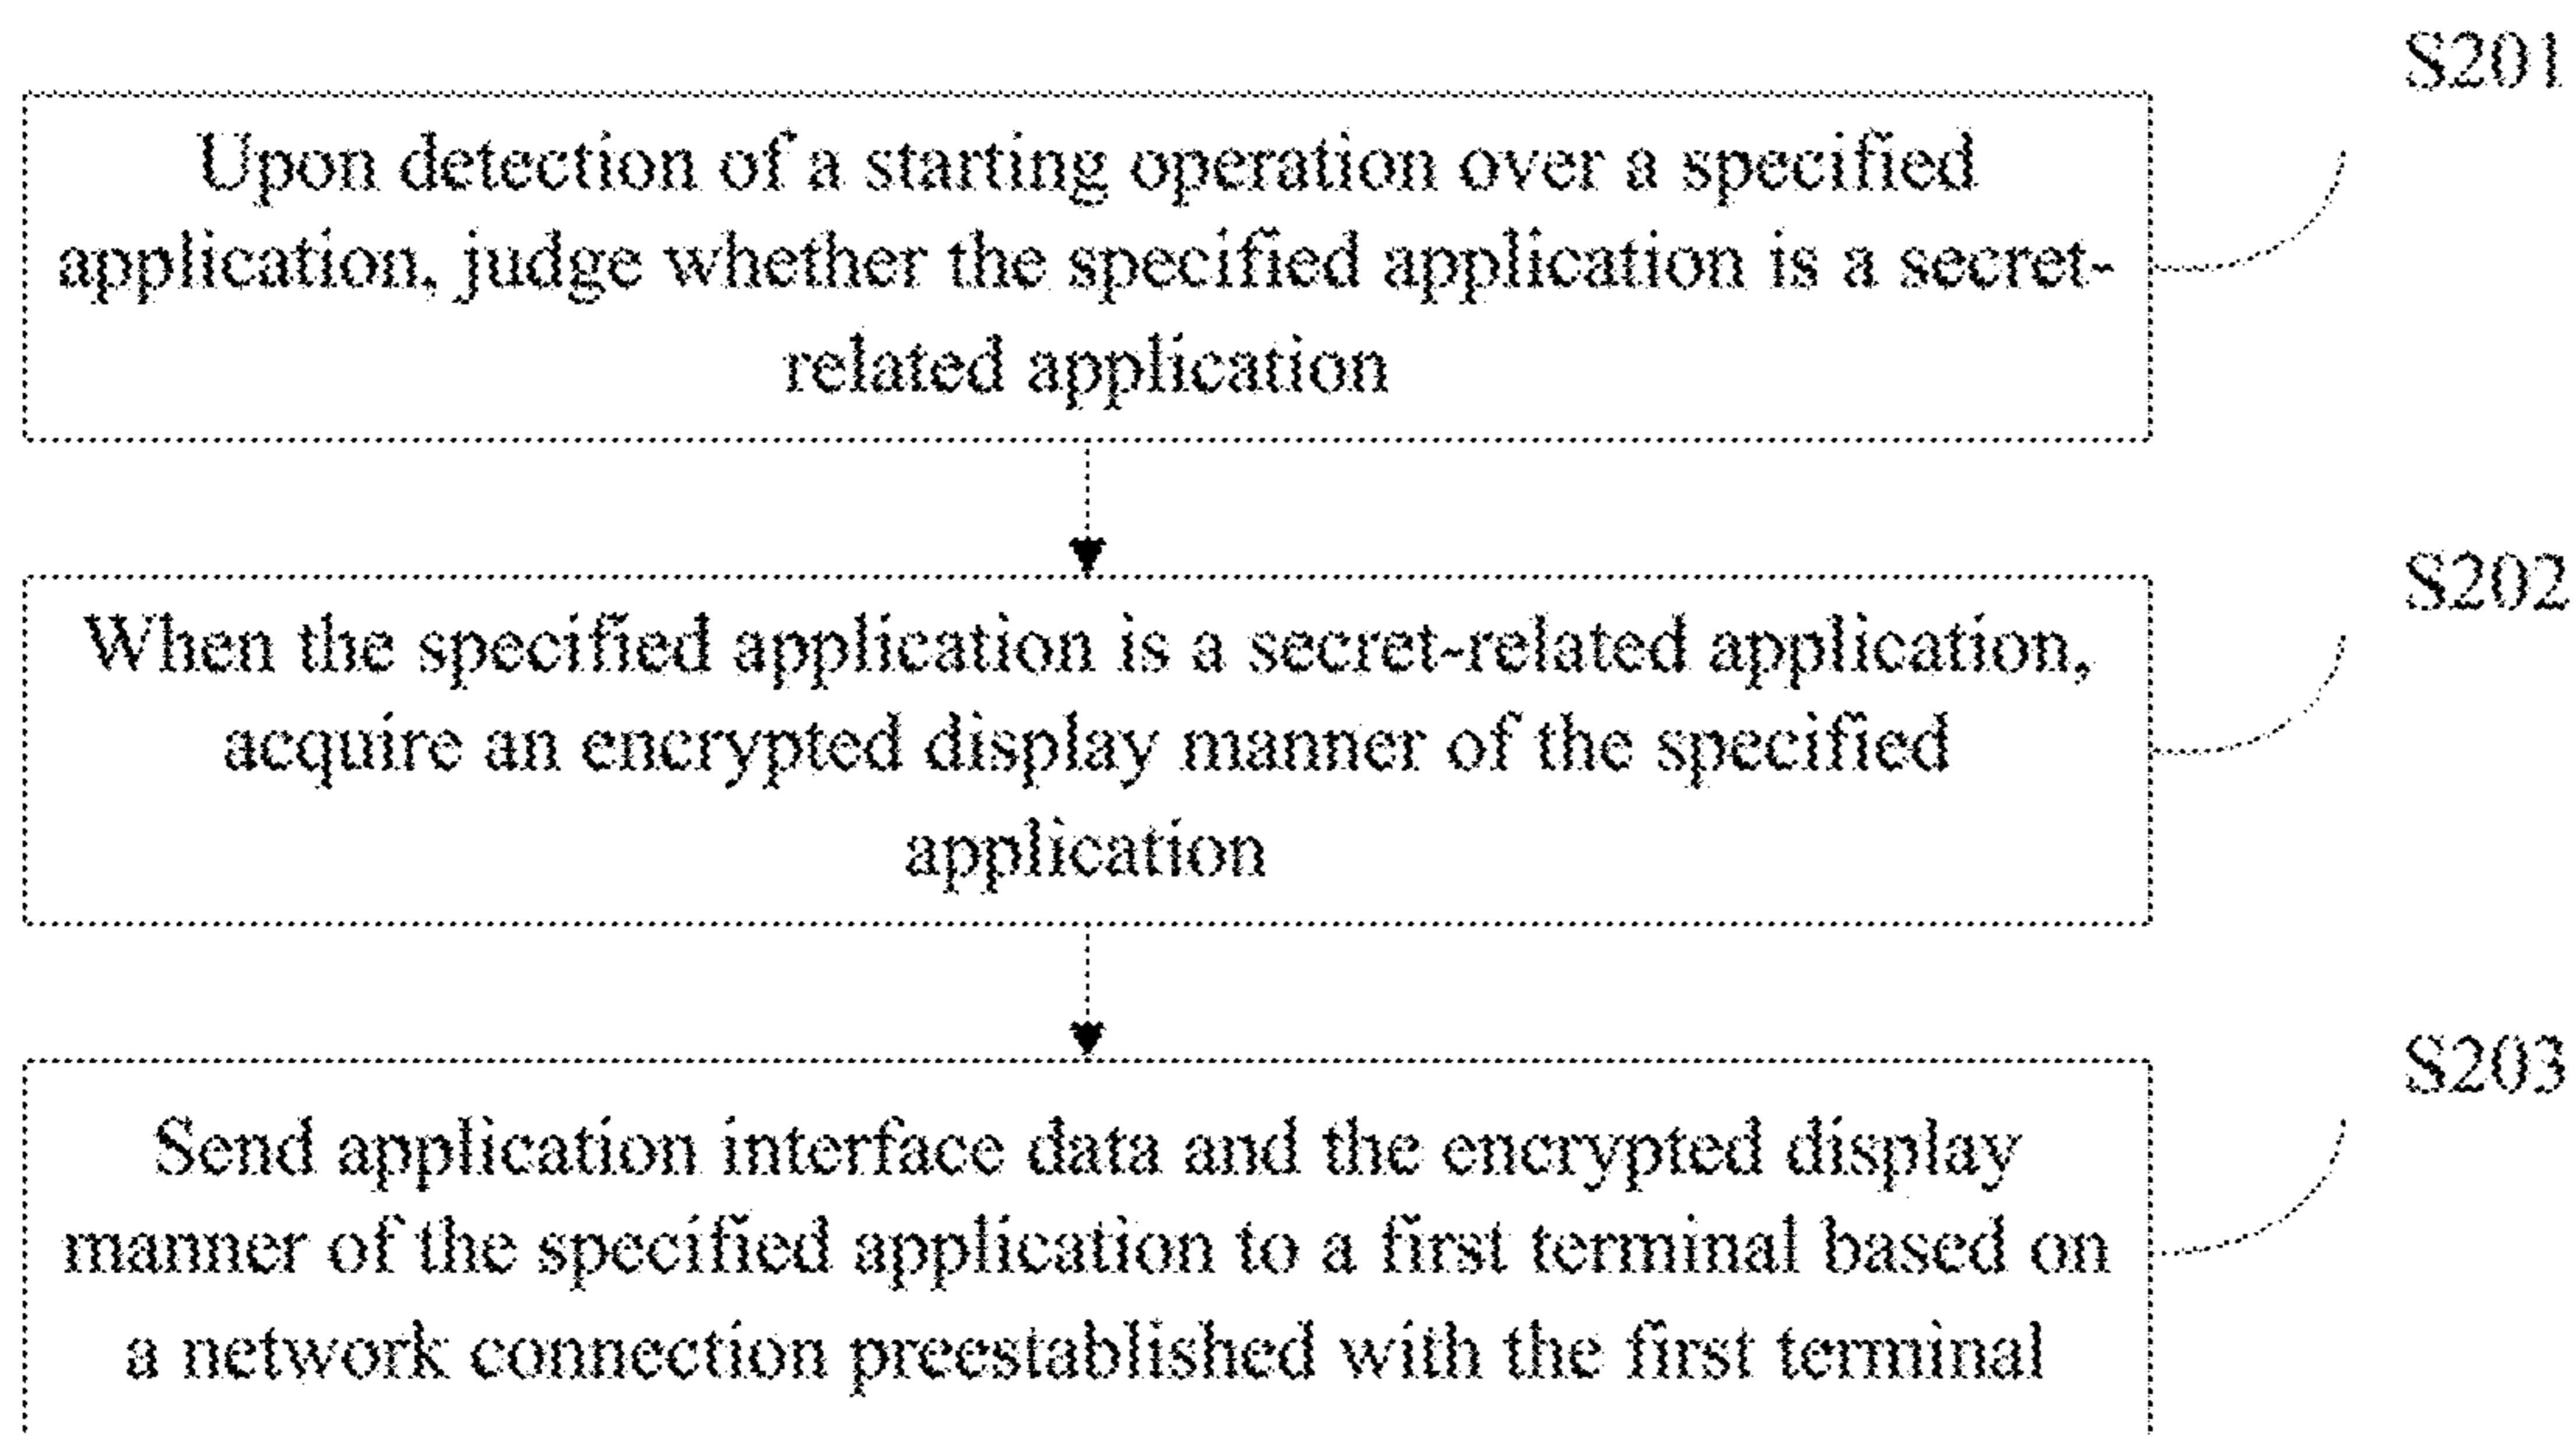 S201
Upon detection of a starting operation over a specified
application, judge whether the specified application is a secret-
related application
S202
When the specified application is a secret-related application,
acquire an encrypted display manner of the specified
application
S203
Send application interface data and the encrypted display
manner of the specified application to a first terminal based on
a network connection preestablished with the first terminal